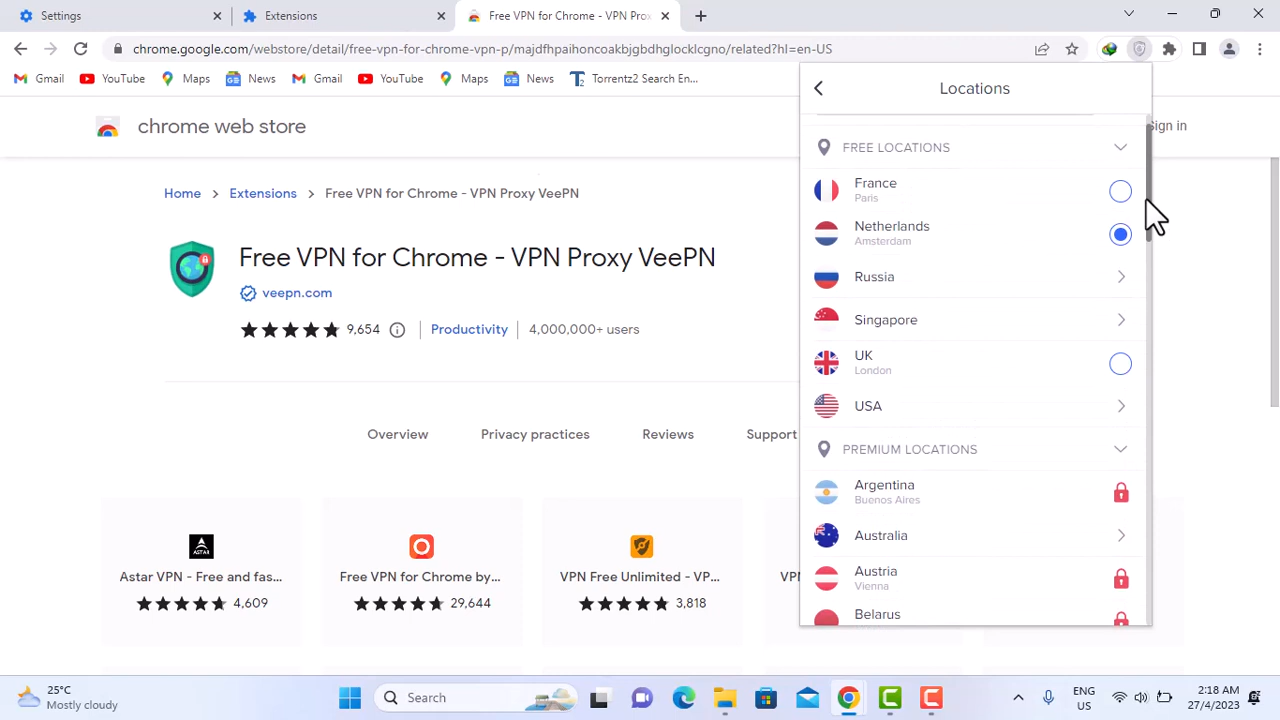 Settings
Extensions
Free VPN for Chrome - VPN Prox
chrome.google.com/webstore/detail/free-vpn-for-chrome-vpn-p/majdfhpaihoncoakbjgbdhglocklcgno/related?hl=en-US
Gmail
YouTube
Maps
News
Gmail
YouTube
Maps
News
Torrentz2 Search En...
chrome web store
Sign in
Home
Extensions
Free VPN for Chrome - VPN Proxy VeePN
Free VPN for Chrome - VPN Proxy VeePN
veepn.com
9,654
Productivity
4,000,000+ users
Overview
Privacy practices
Reviews
Support
ASTAR
Astar VPN - Free and fas...
4,609
Free VPN for Chrome by...
29,644
VPN Free Unlimited - VP...
3,818
Locations
FREE LOCATIONS
France
Paris
Netherlands
Amsterdam
Russia
Singapore
UK
London
USA
PREMIUM LOCATIONS
Argentina
Buenos Aires
Australia
Austria
Vienna
Belarus
25°C
Mostly cloudy
Search
ENG
US
2:18 AM
27/4/2023